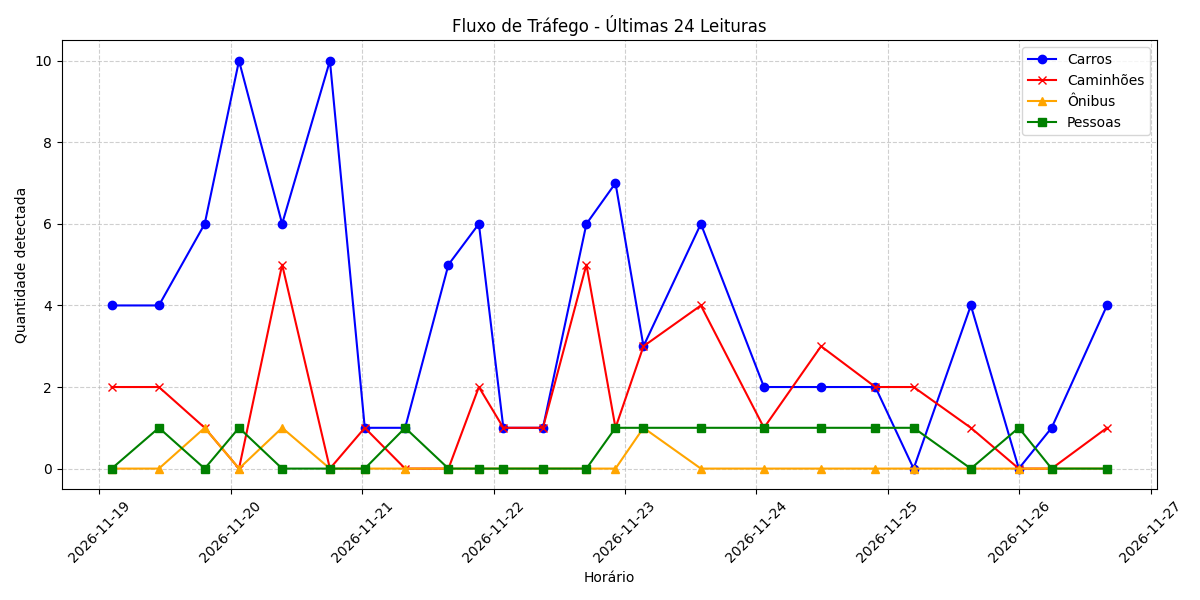 Fluxo de Tráfego - Últimas 24 Leituras
Carros
Caminhões
Ônibus
Pessoas
Quantidade detectada
10
8
6
4
2
0
2026-11-19
2026-11-20
2026-11-21
2026-11-22
2026-11-23
2026-11-24
2026-11-25
2026-11-26
2026-11-27
Horário